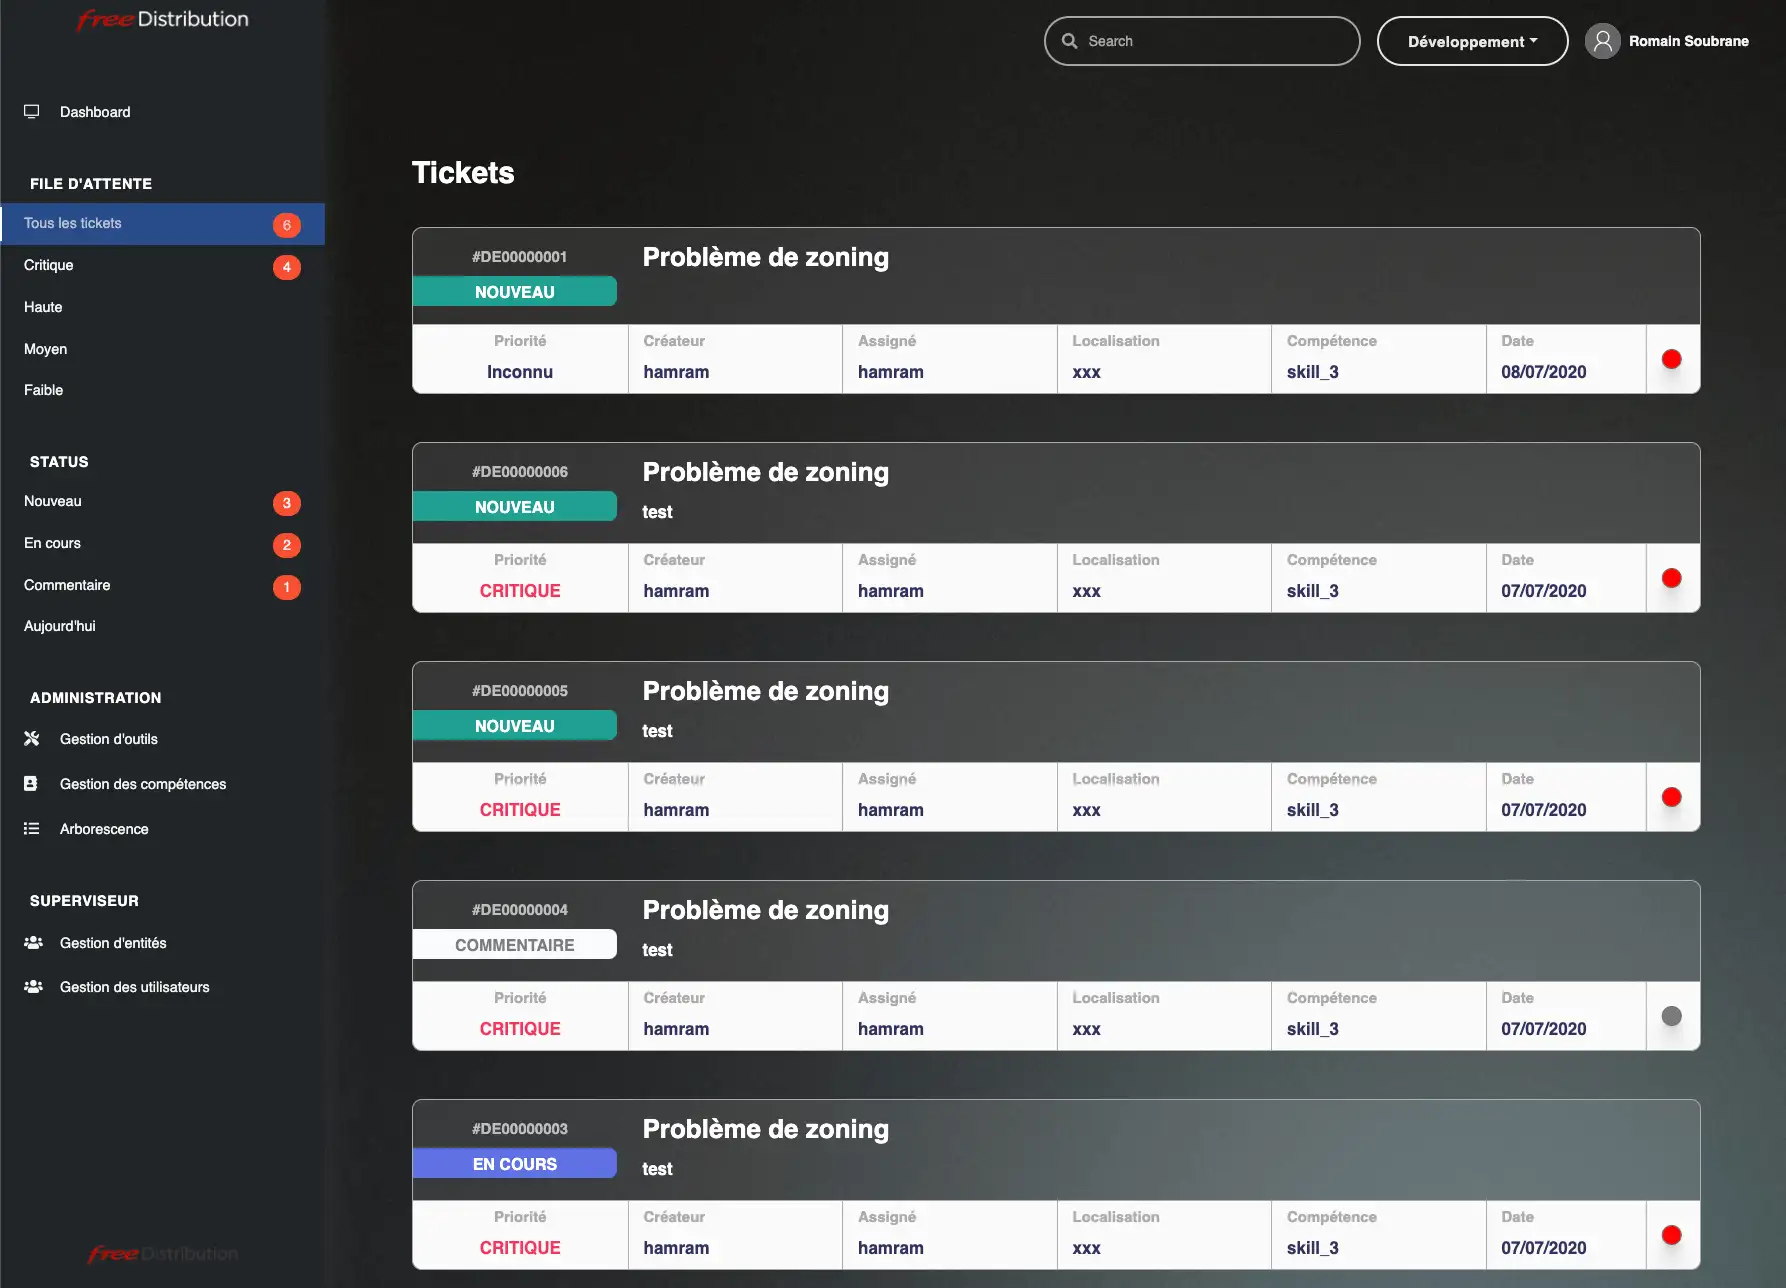 free Distribution
Search
Développement
Romain Soubrane
Dashboard
FILE D'ATTENTE
Tous les tickets 6
Critique 4
Haute
Moyen
Faible
STATUS
Nouveau 3
En cours 2
Commentaire 1
Aujourd'hui
ADMINISTRATION
Gestion d'outils
Gestion des compétences
Arborescence
SUPERVISEUR
Gestion d'entités
Gestion des utilisateurs
free Distribution
Tickets
#DE00000001 Problème de zoning
NOUVEAU
Priorité Créateur Assigné Localisation Compétence Date
Inconnu hamram hamram xxx skill_3 08/07/2020
#DE00000006 Problème de zoning
NOUVEAU test
Priorité Créateur Assigné Localisation Compétence Date
CRITIQUE hamram hamram xxx skill_3 07/07/2020
#DE00000005 Problème de zoning
NOUVEAU test
Priorité Créateur Assigné Localisation Compétence Date
CRITIQUE hamram hamram xxx skill_3 07/07/2020
#DE00000004 Problème de zoning
COMMENTAIRE test
Priorité Créateur Assigné Localisation Compétence Date
CRITIQUE hamram hamram xxx skill_3 07/07/2020
#DE00000003 Problème de zoning
EN COURS test
Priorité Créateur Assigné Localisation Compétence Date
CRITIQUE hamram hamram xxx skill_3 07/07/2020